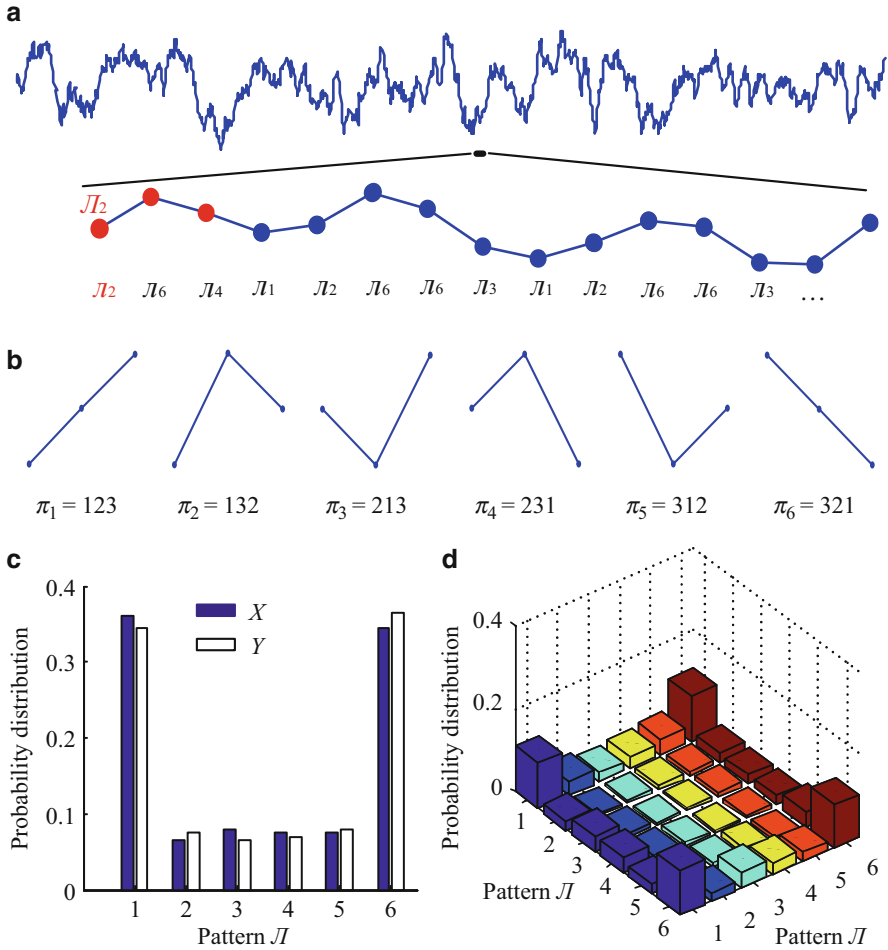 a
Л2
Л2 Л6 Л4 Л1 Л2 Л6 Л6 Л3 Л1 Л2 Л6 Л6 Л3 ...
b
π1 = 123 π2 = 132 π3 = 213 π4 = 231 π5 = 312 π6 = 321
c
0.4
0.3
0.2
0.1
0
Probability distribution
X
Y
1 2 3 4 5 6
Pattern Л
d
0.4
0.2
0
Probability distribution
1
2
3
4
5
6
Pattern Л
1
2
3
4
5
6
Pattern Л